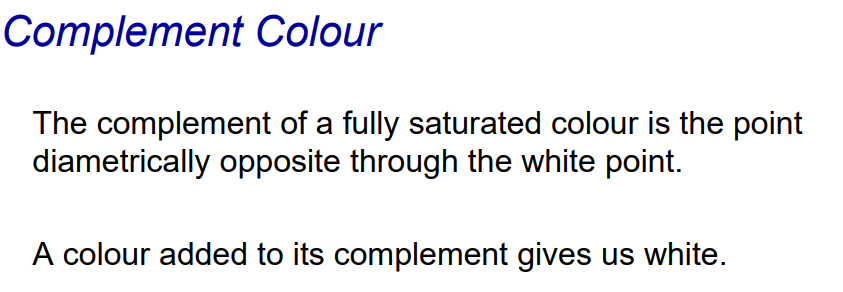 Complement Colour
The complement of a fully saturated colour is the point
diametrically opposite through the white point.
A colour added to its complement gives us white.